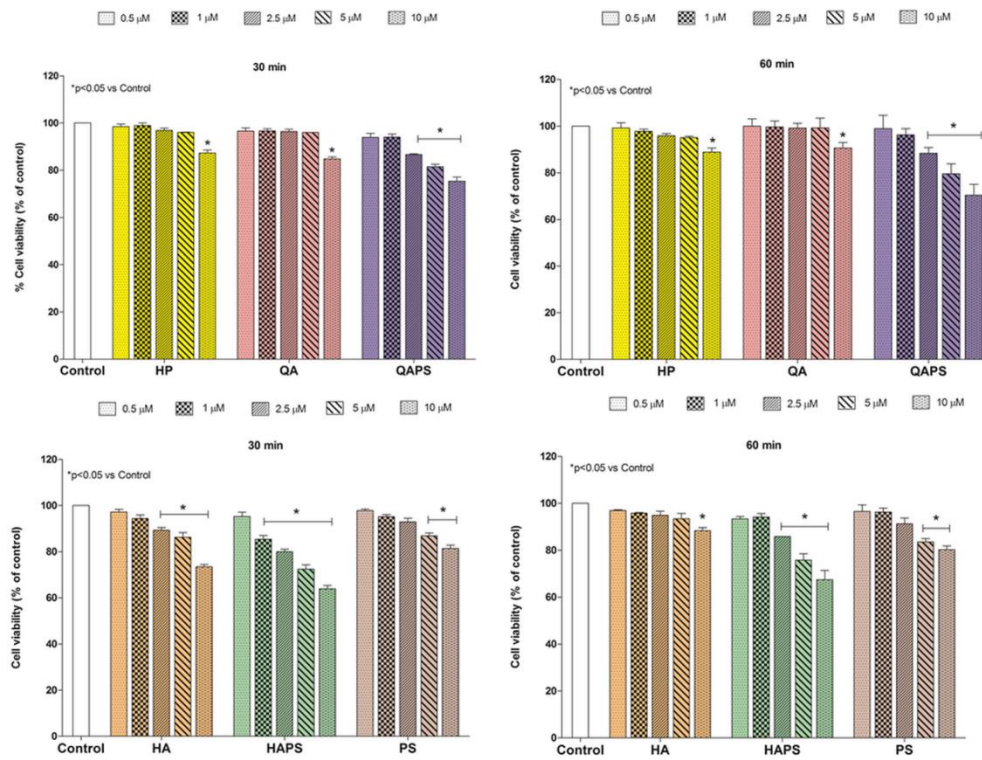 0.5 μM 1 μM 2.5 μM 5 μM 10 μM
30 min
*p<0.05 vs Control
% Cell viability (% of control)
120
100
80
60
40
20
0
* * *
Control HP QA QAPS
0.5 μM 1 μM 2.5 μM 5 μM 10 μM
60 min
*p<0.05 vs Control
Cell viability (% of control)
120
100
80
60
40
20
0
* * *
Control HP QA QAPS
0.5 μM 1 μM 2.5 μM 5 μM 10 μM
30 min
*p<0.05 vs Control
Cell viability (% of control)
120
100
80
60
40
20
0
* * *
Control HA HAPS PS
0.5 μM 1 μM 2.5 μM 5 μM 10 μM
60 min
*p<0.05 vs Control
Cell viability (% of control)
120
100
80
60
40
20
0
* * *
Control HA HAPS PS